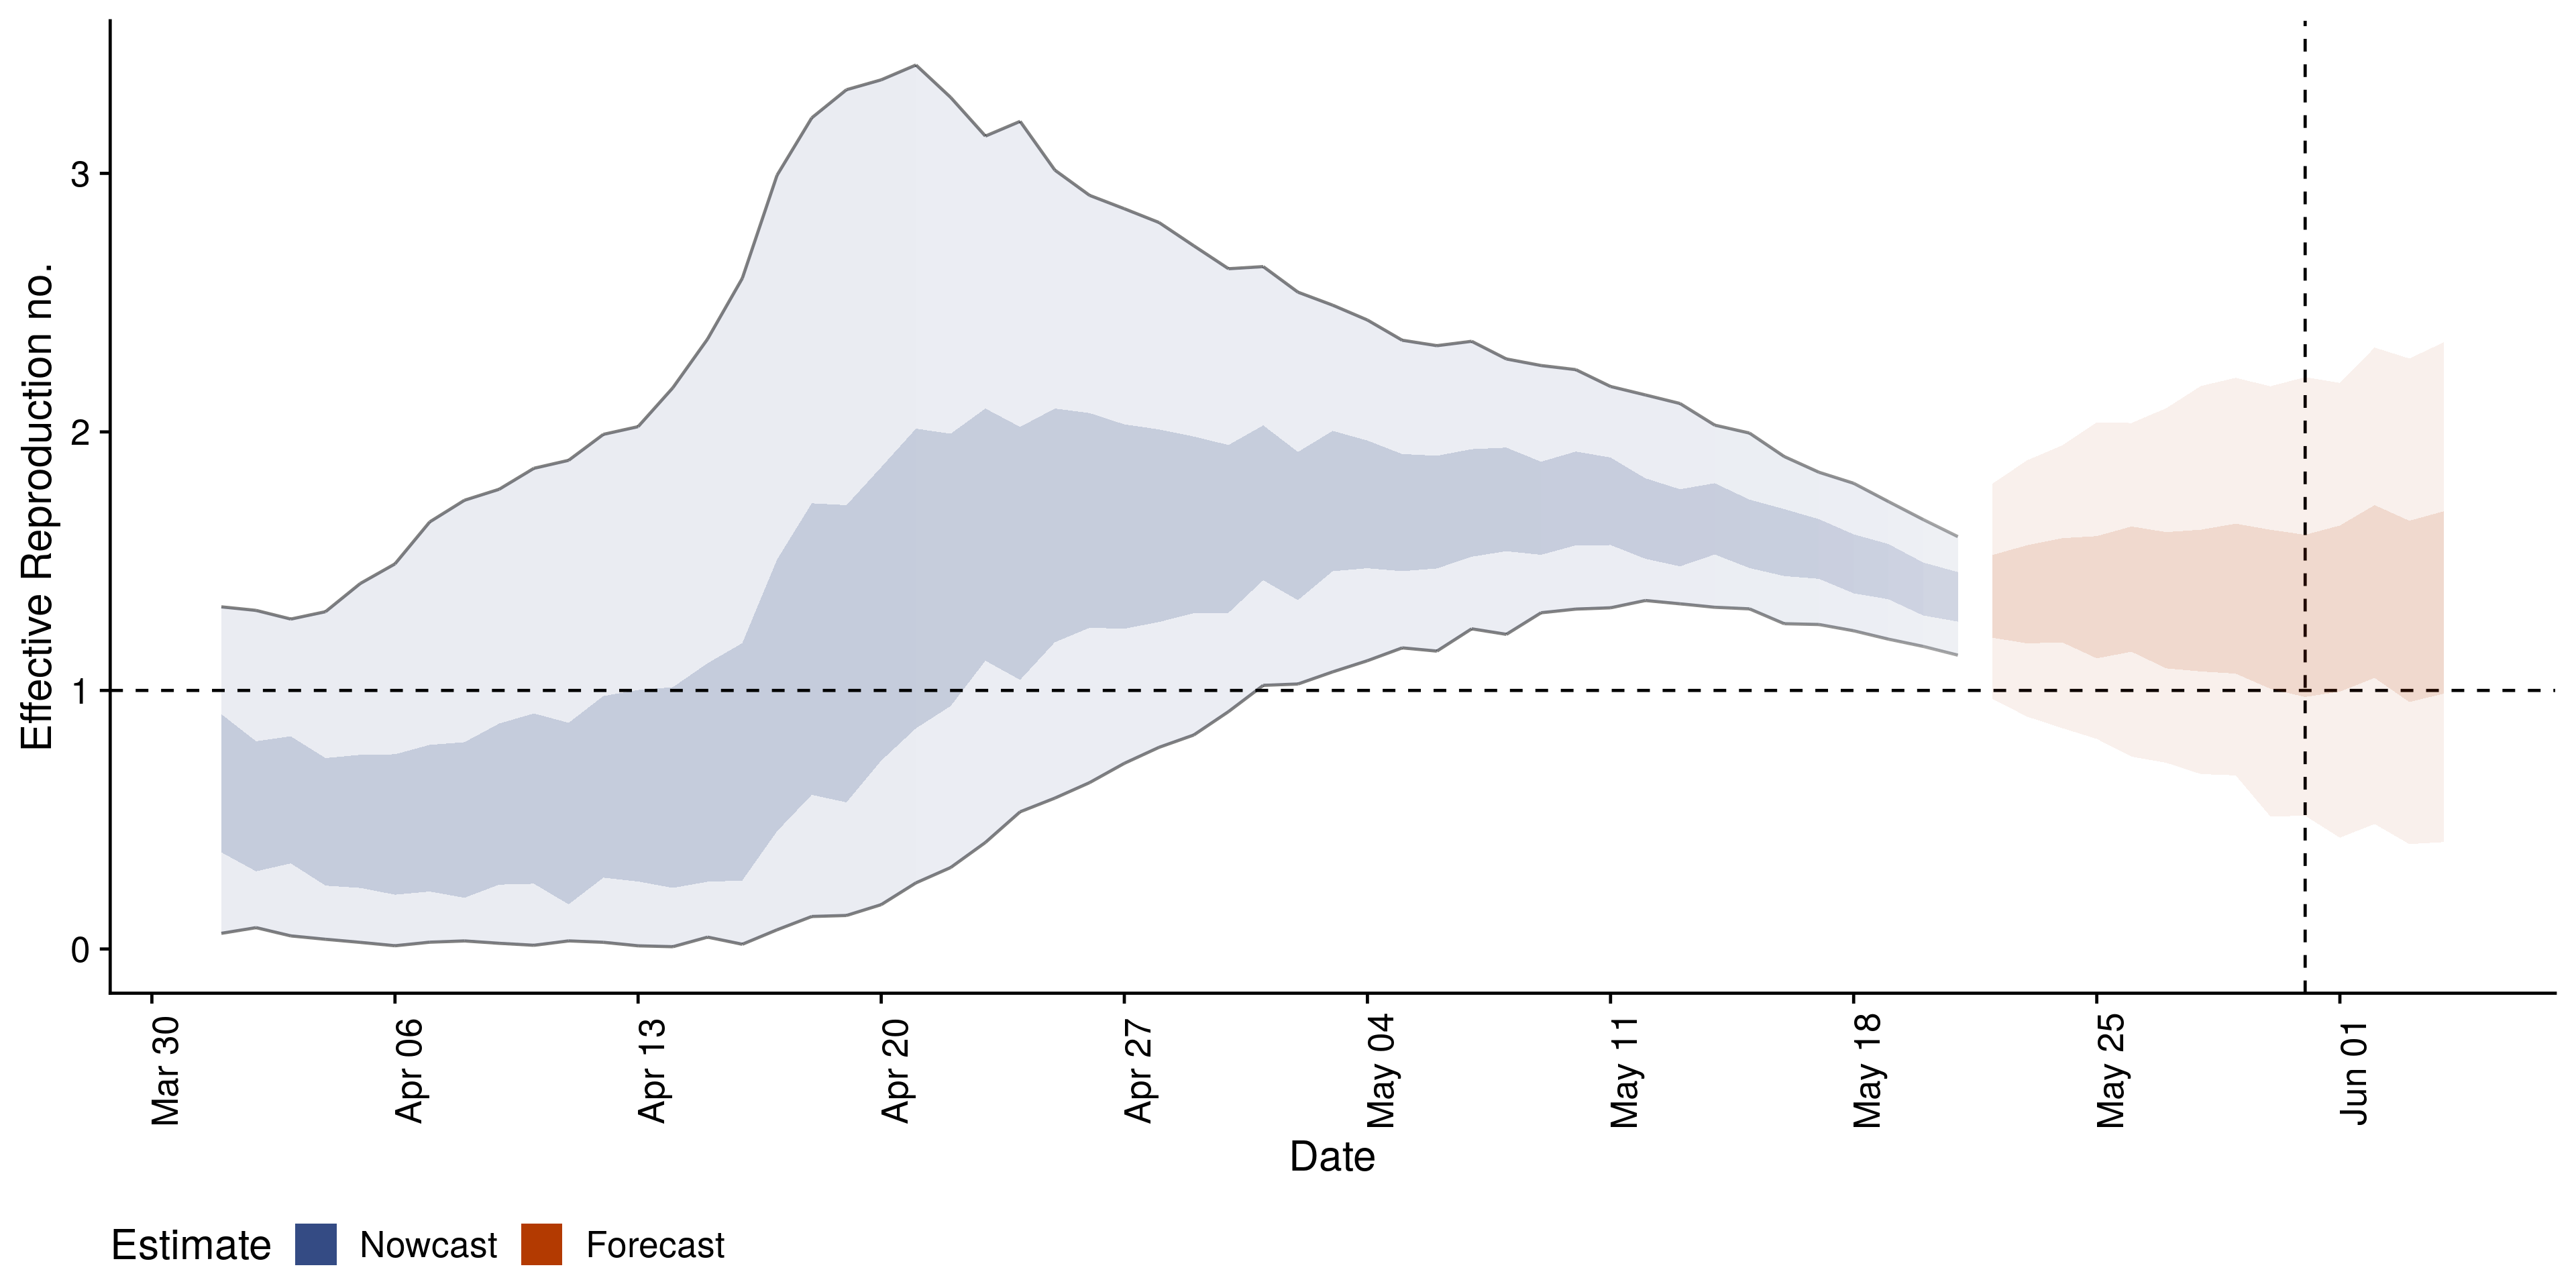 Effective Reproduction no.
3
2
1
0
Mar 30
Apr 06
Apr 13
Apr 20
Apr 27
May 04
May 11
May 18
May 25
Jun 01
Date
Estimate Nowcast Forecast